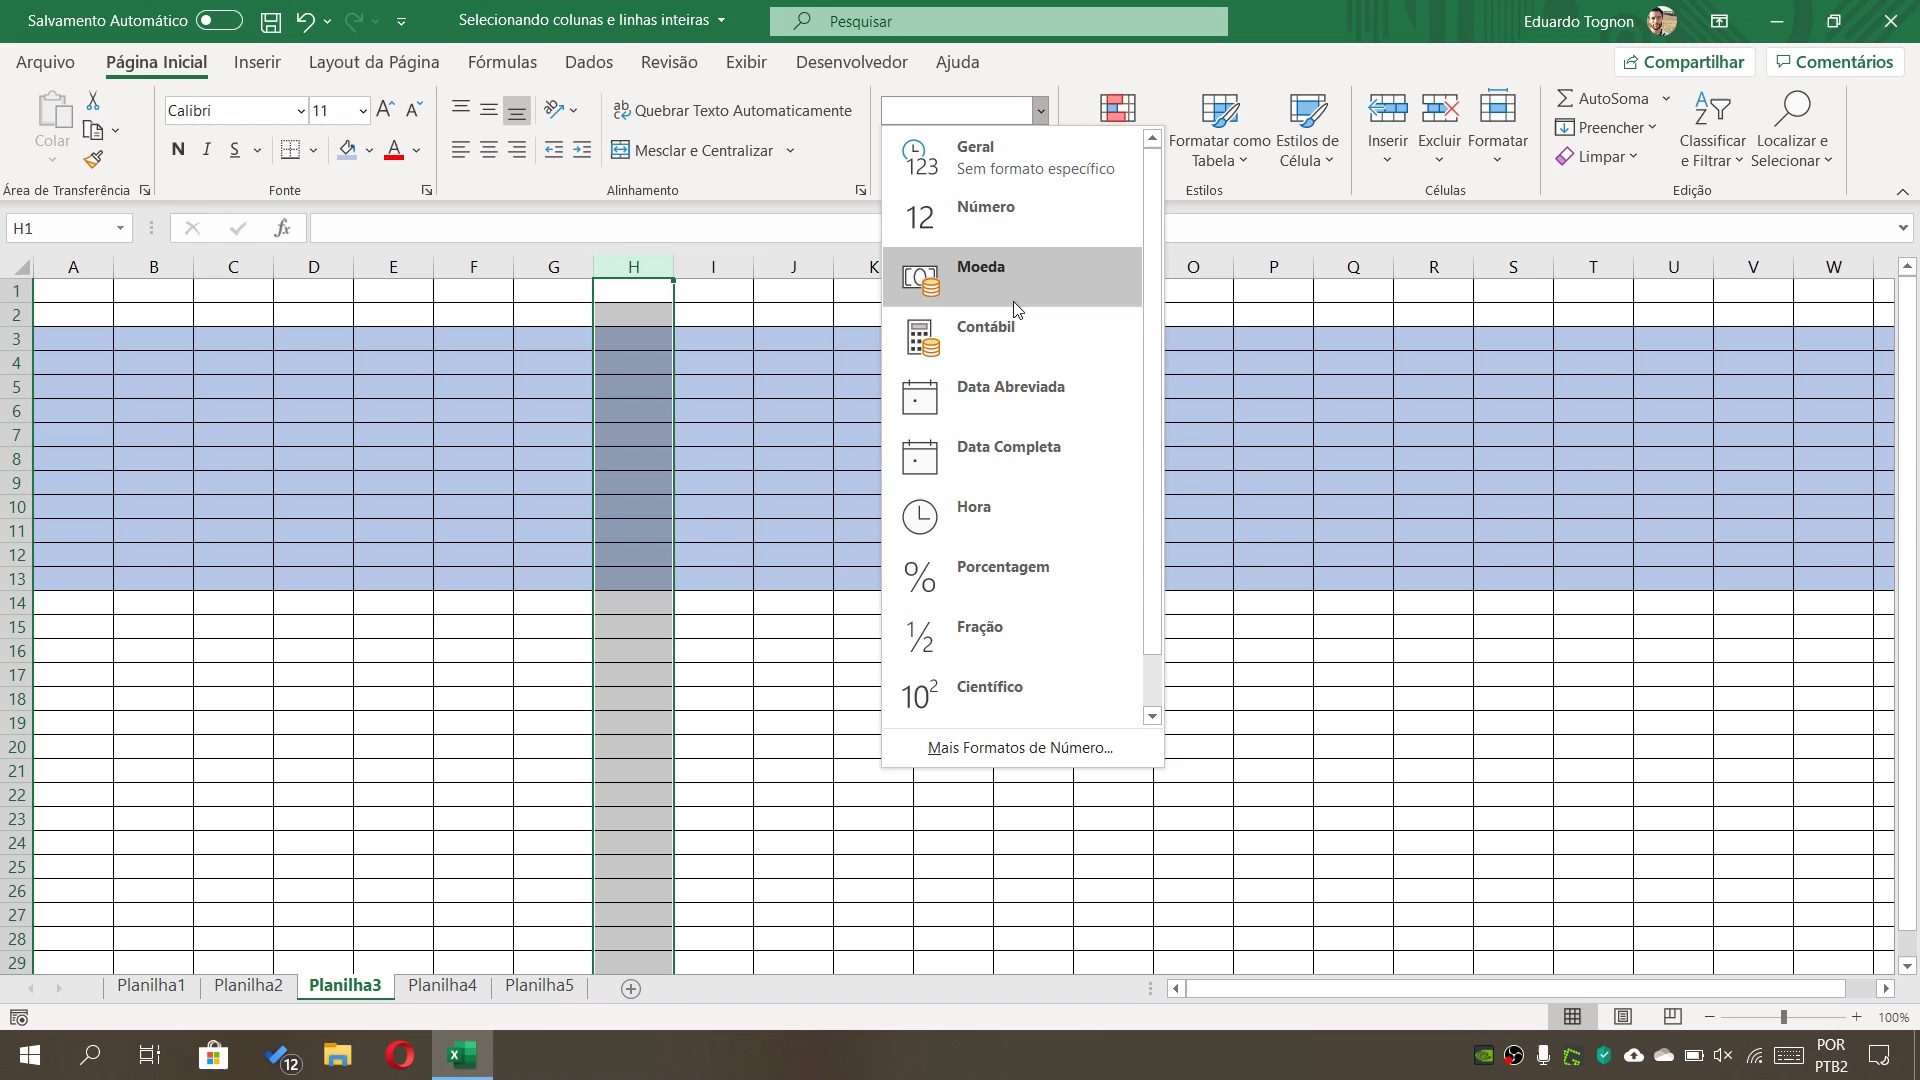 Salvamento Automático
Selecionando colunas e linhas inteiras
Pesquisar
Eduardo Tognon
Arquivo
Página Inicial
Inserir
Layout da Página
Fórmulas
Dados
Revisão
Exibir
Desenvolvedor
Ajuda
Compartilhar
Comentários
Colar
Área de Transferência
Calibri
11
N I S
Fonte
Quebrar Texto Automaticamente
Mesclar e Centralizar
Alinhamento
Formatar como
Tabela
Estilos de
Célula
Estilos
Inserir
Excluir
Formatar
Células
AutoSoma
Preencher
Limpar
Classificar
e Filtrar
Localizar e
Selecionar
Edição
H1
fx
A B C D E F G H I J K O P Q R S T U V W
1
2
3
4
5
6
7
8
9
10
11
12
13
14
15
16
17
18
19
20
21
22
23
24
25
26
27
28
29
123
Geral
Sem formato específico
12
Número
Moeda
Contábil
Data Abreviada
Data Completa
Hora
% Porcentagem
½ Fração
10² Científico
Mais Formatos de Número...
Planilha1
Planilha2
Planilha3
Planilha4
Planilha5
100%
12
POR
PTB2